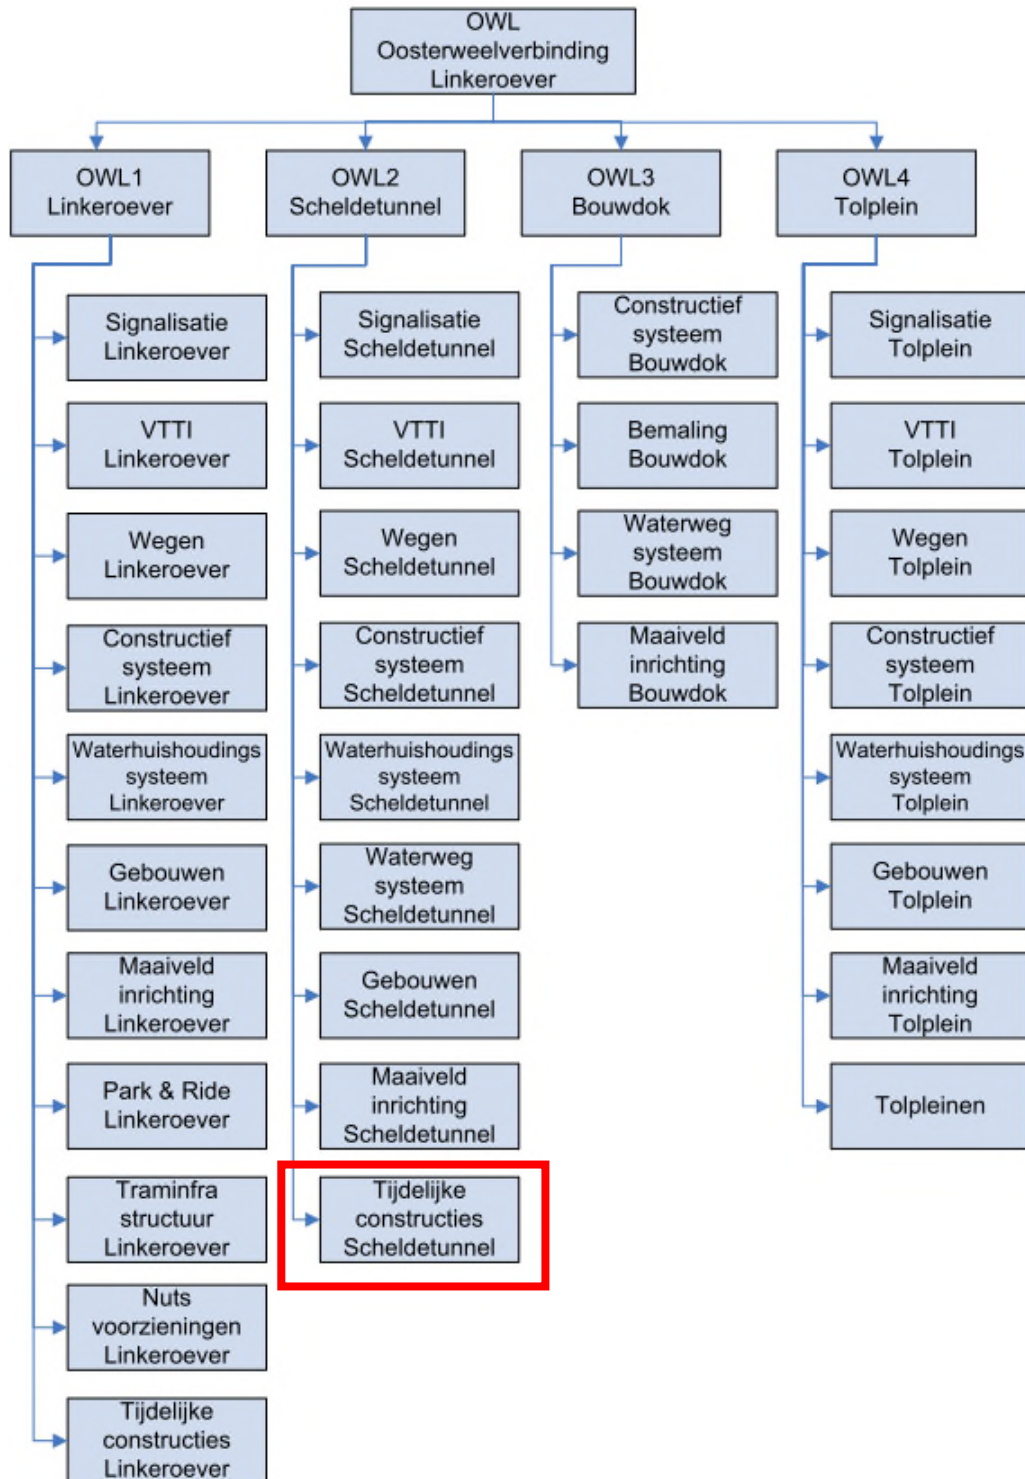 OWL
Oosterweelverbinding
Linkeroever
OWL1
Linkeroever
OWL2
Scheldetunnel
OWL3
Bouwdok
OWL4
Tolplein
Signalisatie
Linkeroever
VTTI
Linkeroever
Wegen
Linkeroever
Constructief
systeem
Linkeroever
Waterhuishoudings
systeem
Linkeroever
Gebouwen
Linkeroever
Maaiveld
inrichting
Linkeroever
Park & Ride
Linkeroever
Traminfra
structuur
Linkeroever
Nuts
voorzieningen
Linkeroever
Tijdelijke
constructies
Linkeroever
Signalisatie
Scheldetunnel
VTTI
Scheldetunnel
Wegen
Scheldetunnel
Constructief
systeem
Scheldetunnel
Waterhuishoudings
systeem
Scheldetunnel
Waterweg
systeem
Scheldetunnel
Gebouwen
Scheldetunnel
Maaiveld
inrichting
Scheldetunnel
Tijdelijke
constructies
Scheldetunnel
Constructief
systeem
Bouwdok
Bemaling
Bouwdok
Waterweg
systeem
Bouwdok
Maaiveld
inrichting
Bouwdok
Signalisatie
Tolplein
VTTI
Tolplein
Wegen
Tolplein
Constructief
systeem
Tolplein
Waterhuishoudings
systeem
Tolplein
Gebouwen
Tolplein
Maaiveld
inrichting
Tolplein
Tolpleinen